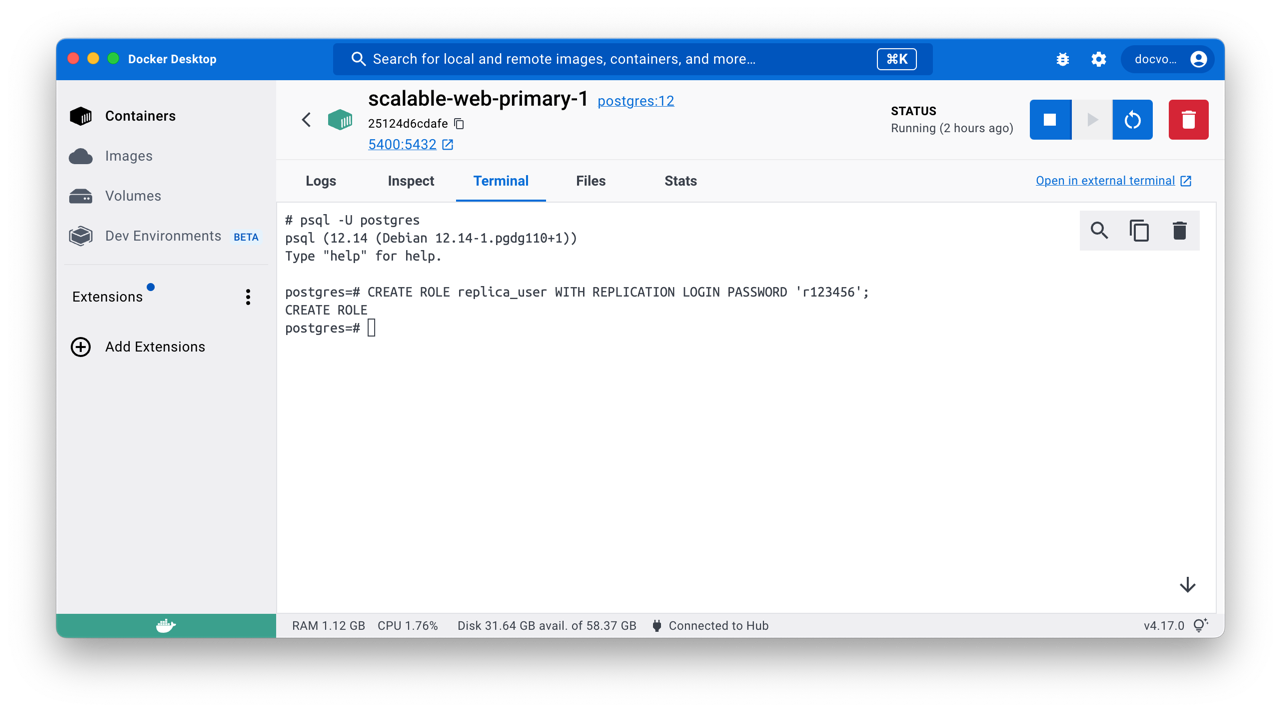 Docker Desktop
Search for local and remote images, containers, and more...
⌘K
docvo...
Containers
Images
Volumes
Dev Environments BETA
Extensions
Add Extensions
scalable-web-primary-1 postgres:12
25124d6cdafe
5400:5432
STATUS
Running (2 hours ago)
Logs Inspect Terminal Files Stats
Open in external terminal
# psql -U postgres
psql (12.14 (Debian 12.14-1.pgdg110+1))
Type "help" for help.
postgres=# CREATE ROLE replica_user WITH REPLICATION LOGIN PASSWORD 'r123456';
CREATE ROLE
postgres=#
RAM 1.12 GB CPU 1.76% Disk 31.64 GB avail. of 58.37 GB Connected to Hub
v4.17.0